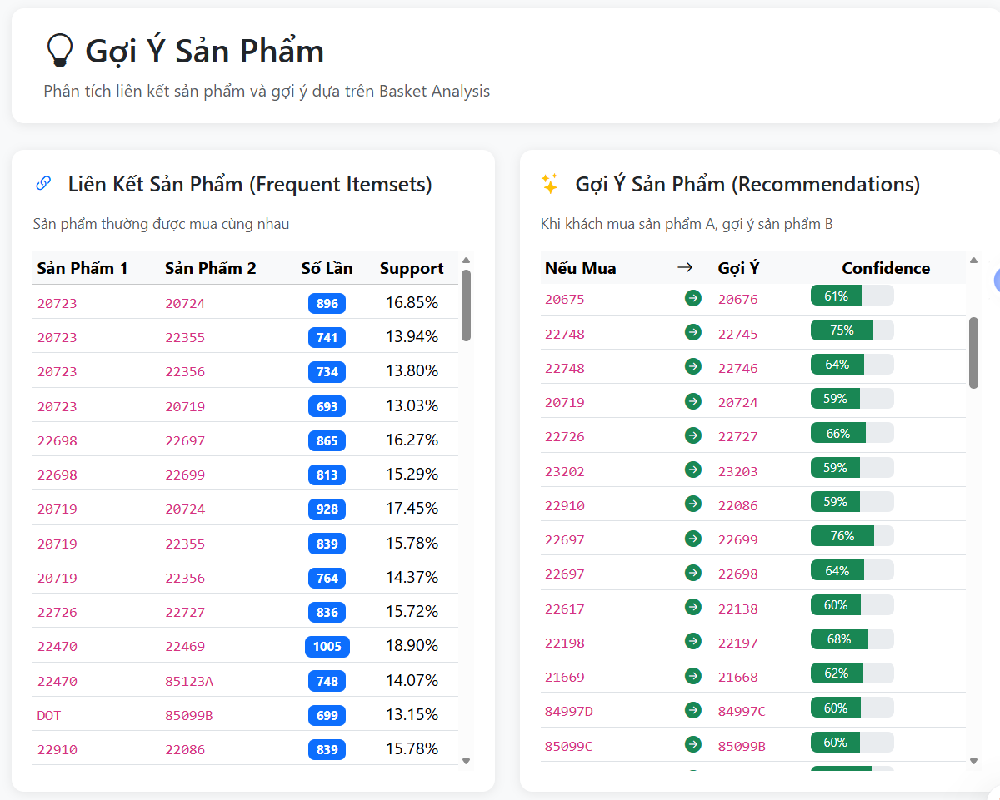 Gợi Ý Sản Phẩm
Phân tích liên kết sản phẩm và gợi ý dựa trên Basket Analysis
Liên Kết Sản Phẩm (Frequent Itemsets)
Sản phẩm thường được mua cùng nhau
Sản Phẩm 1 Sản Phẩm 2 Số Lần Support
20723 20724 896 16.85%
20723 22355 741 13.94%
20723 22356 734 13.80%
20723 20719 693 13.03%
22698 22697 865 16.27%
22698 22699 813 15.29%
20719 20724 928 17.45%
20719 22355 839 15.78%
20719 22356 764 14.37%
22726 22727 836 15.72%
22470 22469 1005 18.90%
22470 85123A 748 14.07%
DOT 85099B 699 13.15%
22910 22086 839 15.78%
Gợi Ý Sản Phẩm (Recommendations)
Khi khách mua sản phẩm A, gợi ý sản phẩm B
Nếu Mua → Gợi Ý Confidence
20675 → 20676 61%
22748 → 22745 75%
22748 → 22746 64%
20719 → 20724 59%
22726 → 22727 66%
23202 → 23203 59%
22910 → 22086 59%
22697 → 22699 76%
22697 → 22698 64%
22617 → 22138 60%
22198 → 22197 68%
21669 → 21668 62%
84997D → 84997C 60%
85099C → 85099B 60%